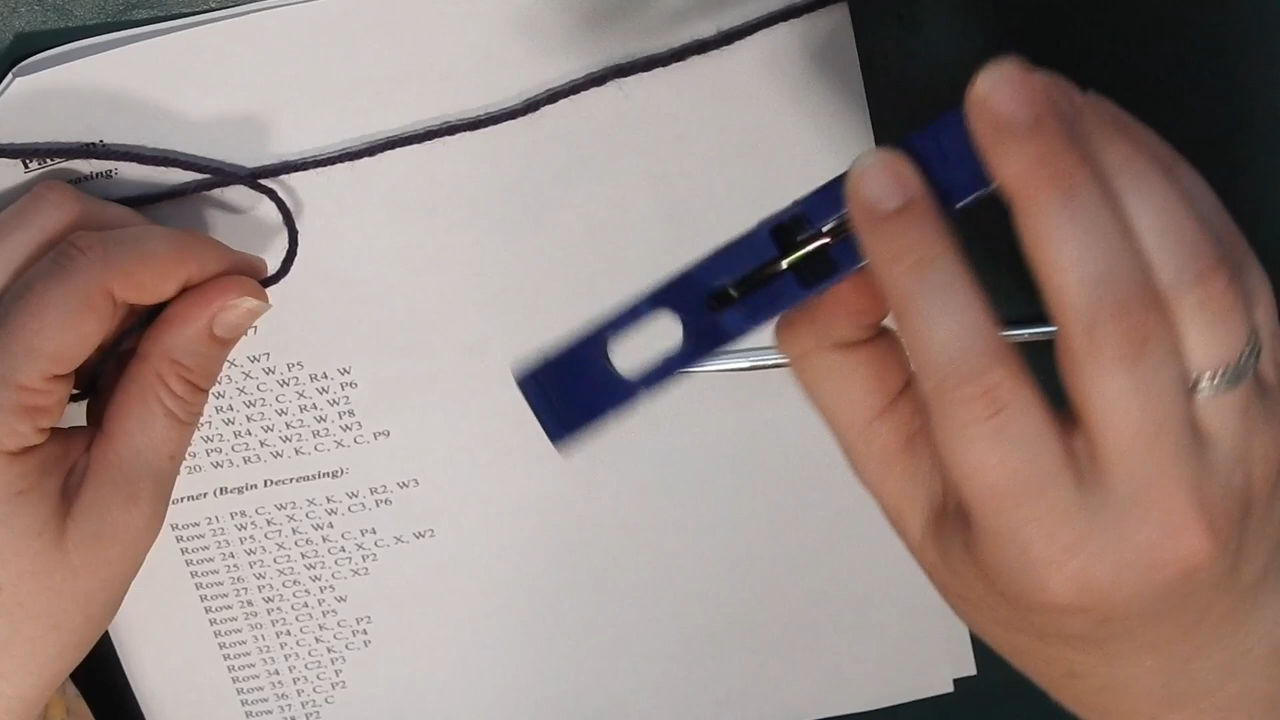 Pattern:
X, W7
W3, X, W, P5
W, X, C, W2, R4, W
R4, W2, C, X, W, P6
P7, W, K2, W, R4, W2
W2, R4, W, K2, W, P8
P9, C2, K, W2, R2, W3
20: W3, R3, W, K, C, X, C, P9
orner (Begin Decreasing):
Row 21: P8, C, W2, X, K, W, R2, W3
Row 22: W5, K, X, C, W, C3, P6
Row 23: P5, C7, K, W4
Row 24: W3, X, C6, K, C, P4
Row 25: P2, C2, K2, C4, X, C, X, W2
Row 26: W, X2, W2, C7, P2
Row 27: P3, C6, W, C, X2
Row 28: W2, C5, P5
Row 29: P5, C4, P, W
Row 30: P2, C3, P5
Row 31: P4, C, K, C, P2
Row 32: P, C, K, C, P4
Row 33: P3, C, K, C, P
Row 34: P, C2, P3
Row 35: P3, C, P
Row 36: P, C, P2
Row 37: P2, C
38: P2